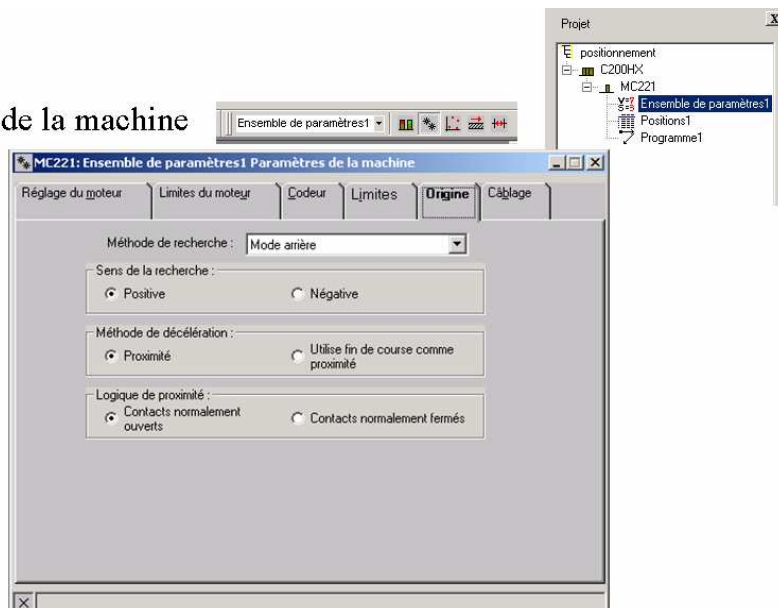 Projet
positionnement
C200HX
MC221
Ensemble de paramètres1
Positions1
Programme1
de la machine
Ensemble de paramètres1
MC221: Ensemble de paramètres1 Paramètres de la machine
Réglage du moteur
Limites du moteur
Codeur
Limites
Origine
Câblage
Méthode de recherche :
Mode arrière
Sens de la recherche :
Positive
Négative
Méthode de décélération :
Proximité
Utilise fin de course comme
proximité
Logique de proximité :
Contacts normalement
ouverts
Contacts normalement fermés